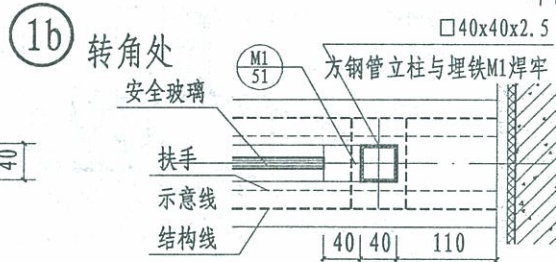 1b 转角处
□40x40x2.5
M1
51
方钢管立柱与埋铁M1焊牢
安全玻璃
40
扶手
示意线
结构线
40 40 110